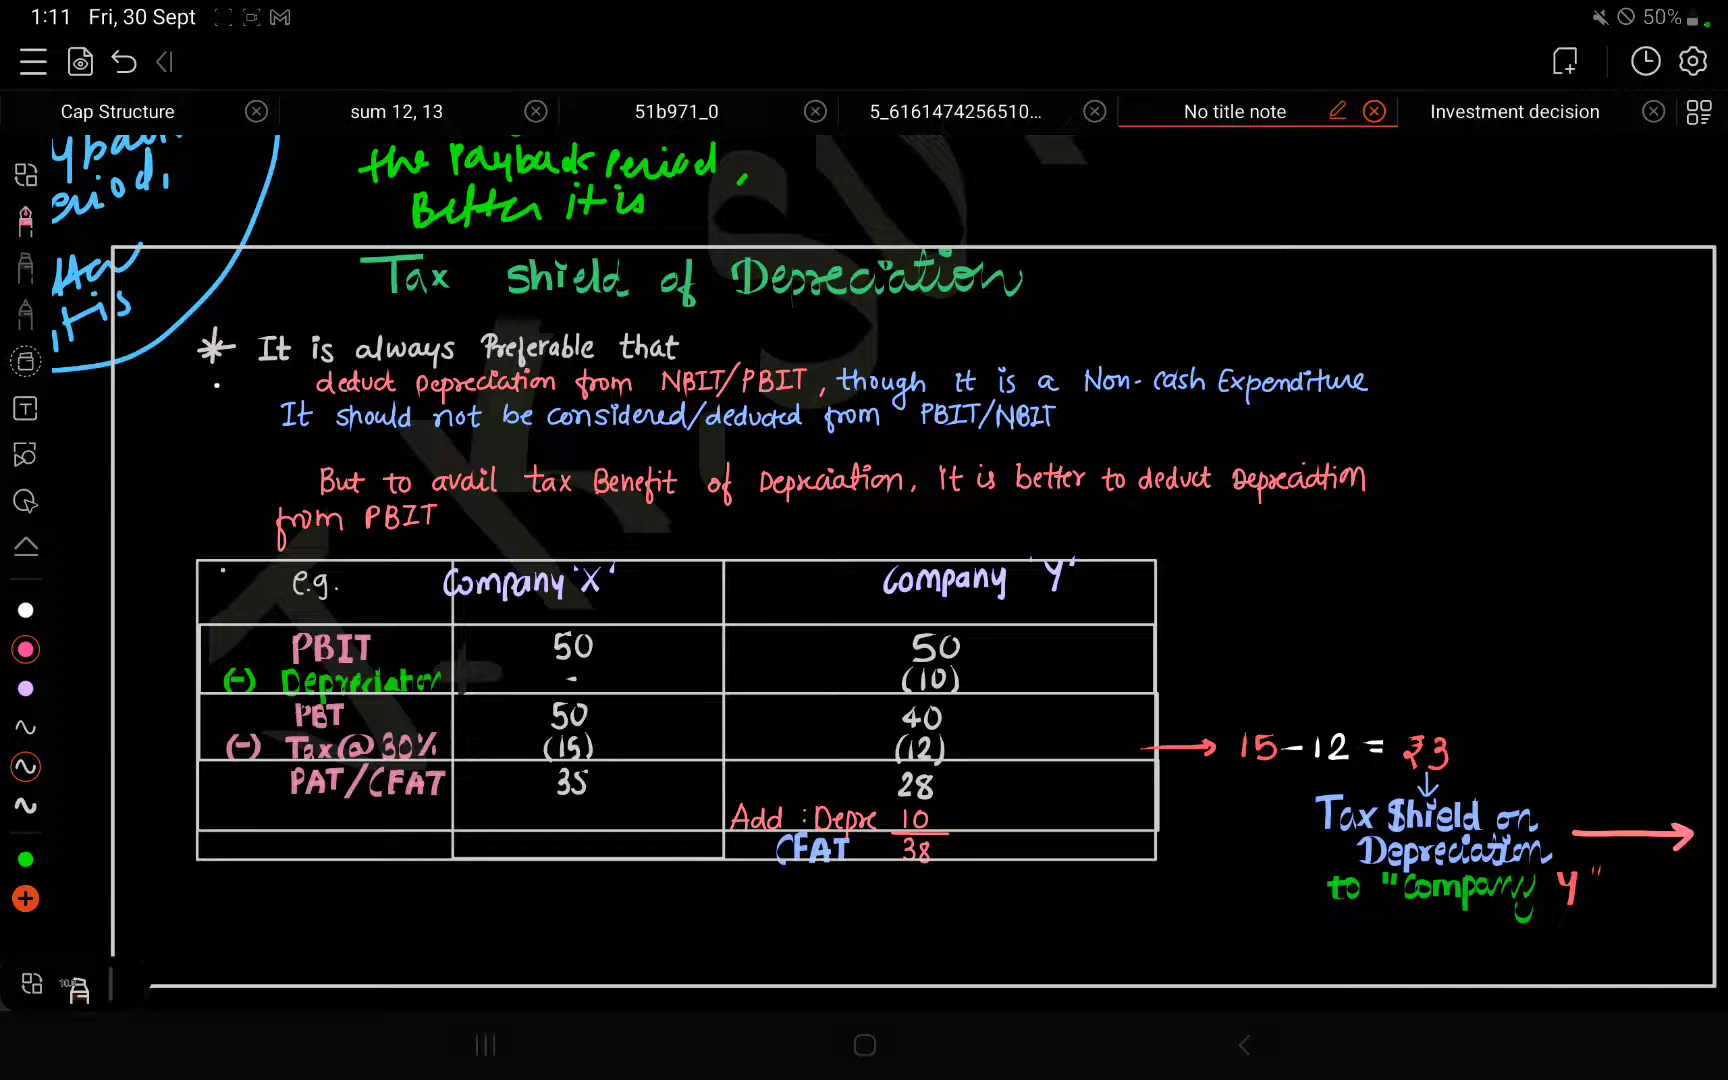 1:11 Fri, 30 Sept
50%
Cap Structure
sum 12, 13
51b971_0
5_6161474256510...
No title note
Investment decision
the Payback Period,
Better it is
eriod,
it is
Tax Shield of Depreciation
* It is always Preferable that
deduct Depreciation from NBIT/PBIT, though it is a Non-cash Expenditure
It should not be considered/deducted from PBIT/NBIT
But to avail tax Benefit of Depreciation, It is better to deduct Depreciation
from PBIT
e.g. Company 'X' Company 'Y'
PBIT 50 50
(-) Depreciation - (10)
PBT 50 40
(-) Tax@30% (15) (12) → 15-12 = ₹3
PAT/CFAT 35 28
Add : Depre 10
CFAT 38
Tax Shield on
Depreciation
to "Company Y"